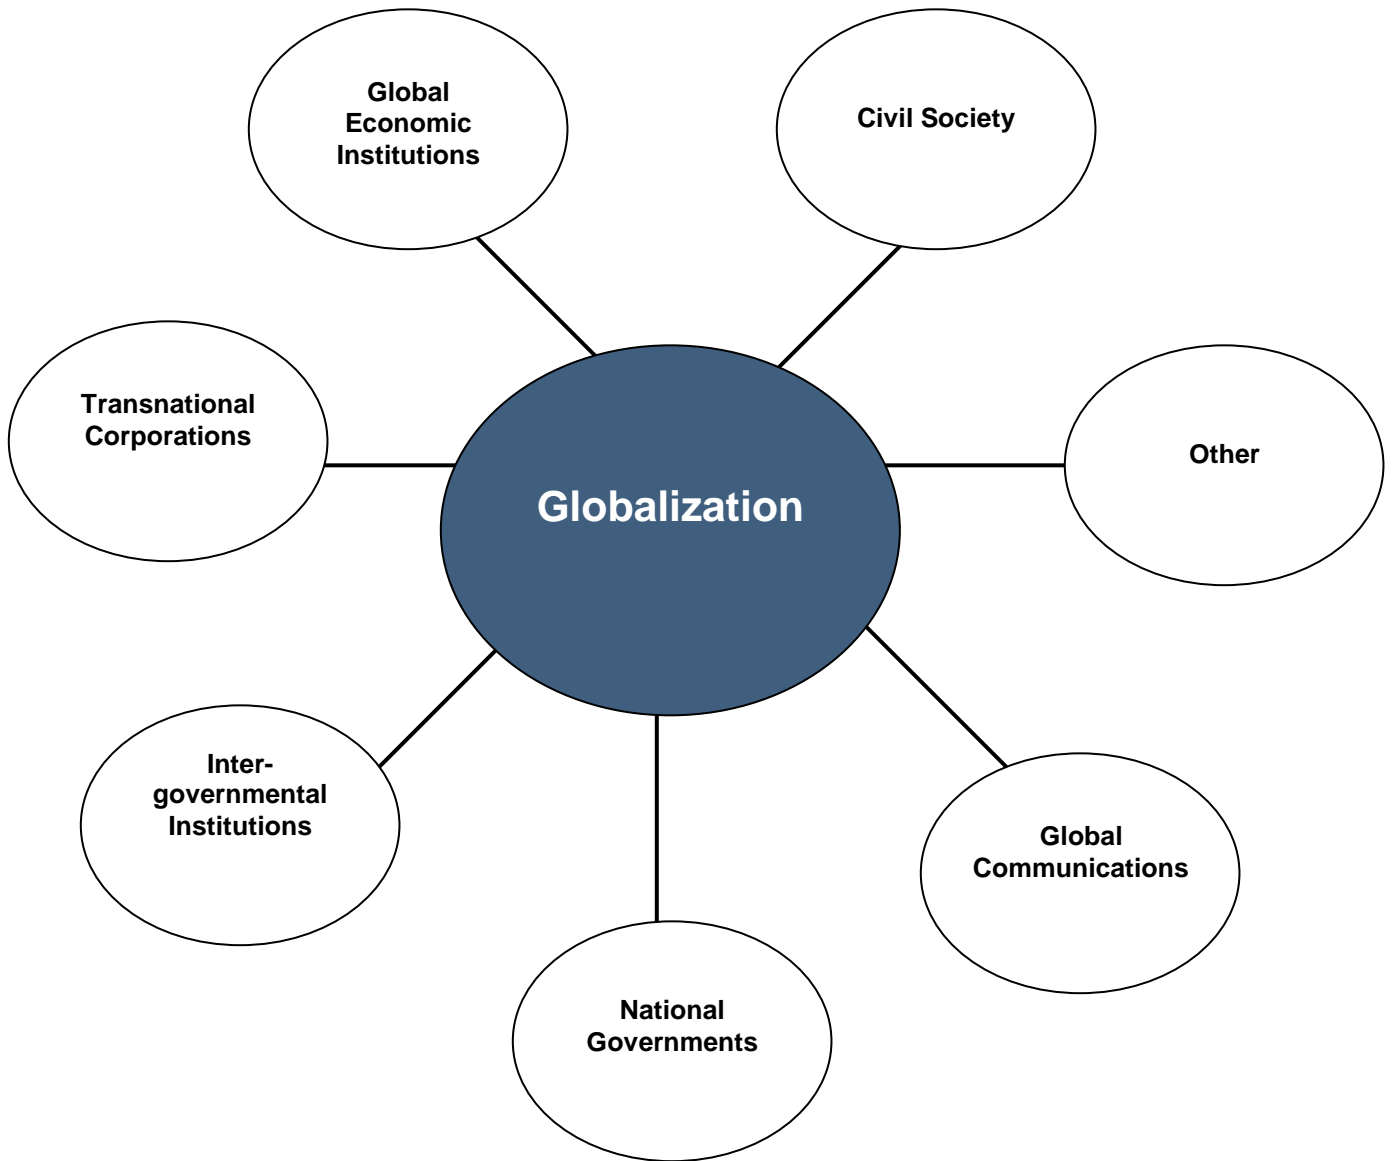 Global
Economic
Institutions
Civil Society
Transnational
Corporations
Other
Globalization
Inter-
governmental
Institutions
Global
Communications
National
Governments